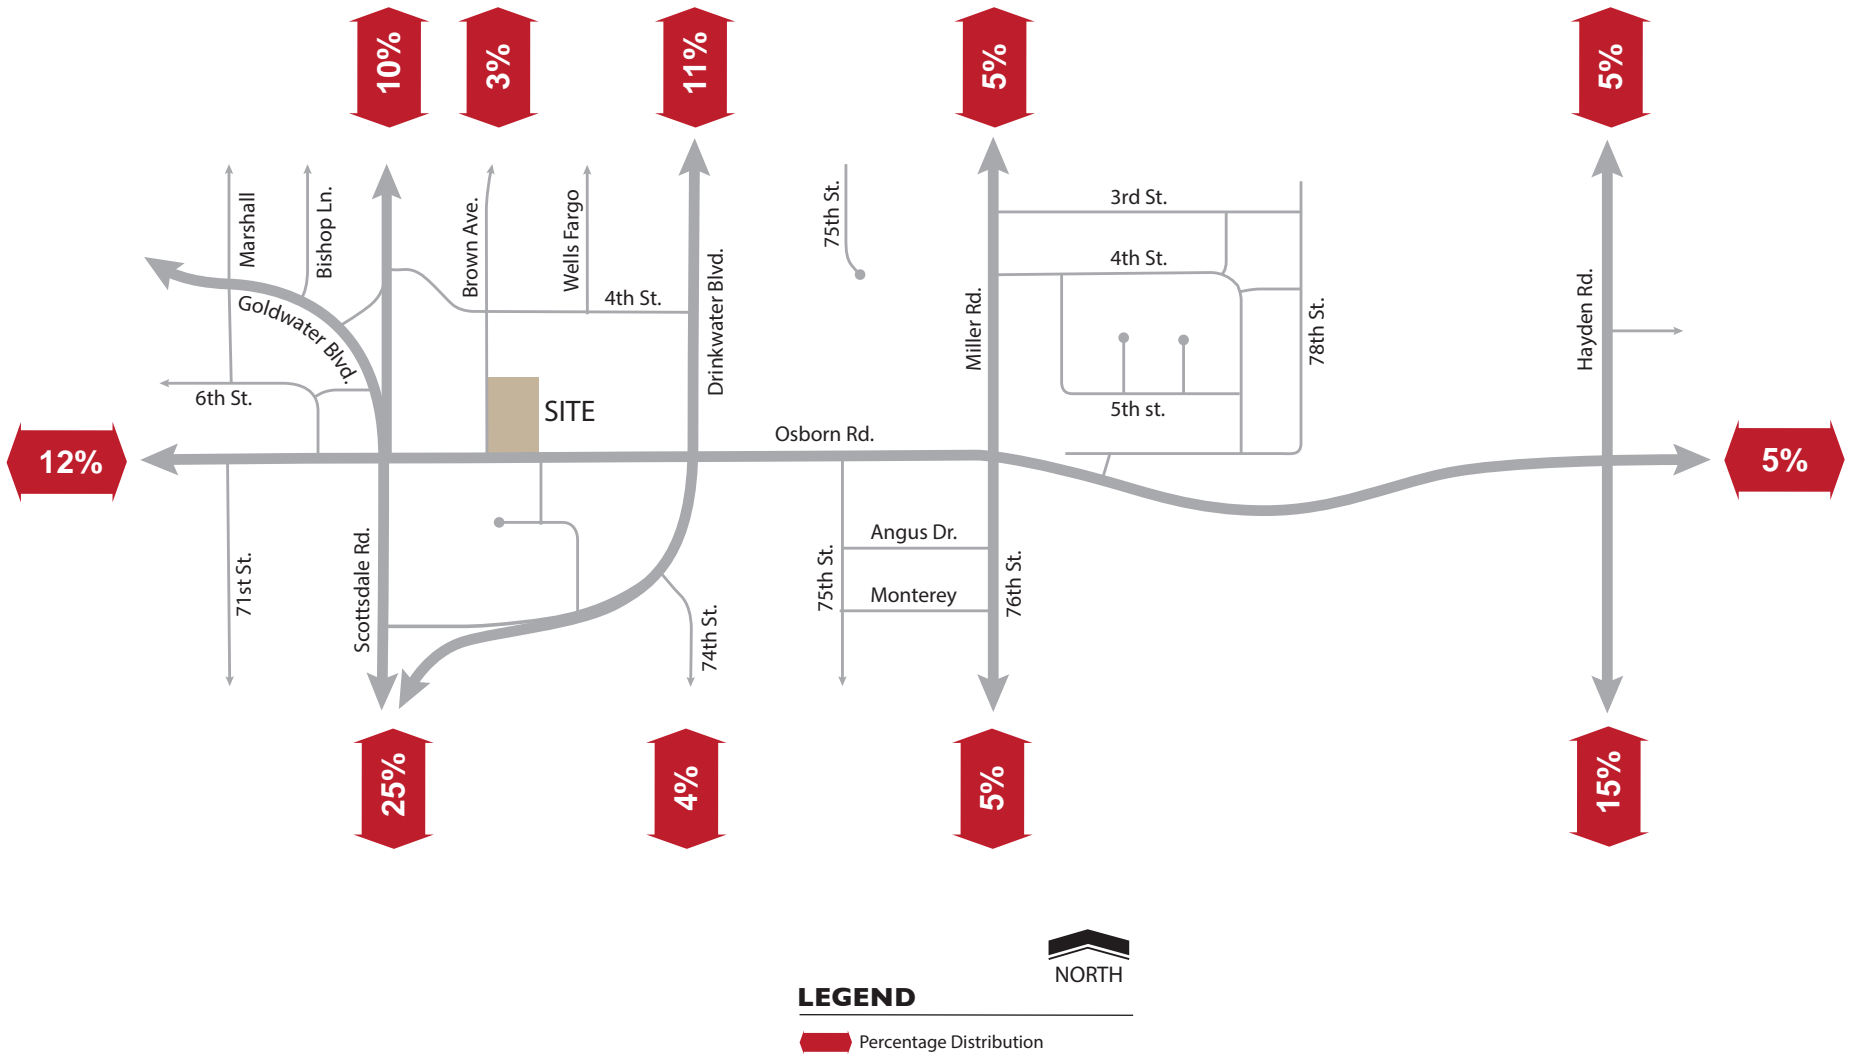 10%
3%
11%
5%
5%
Marshall
Bishop Ln.
Brown Ave.
Wells Fargo
4th St.
Drinkwater Blvd.
75th St.
Miller Rd.
3rd St.
4th St.
5th st.
78th St.
Hayden Rd.
Goldwater Blvd.
6th St.
SITE
Osborn Rd.
12%
5%
71st St.
Scottsdale Rd.
74th St.
75th St.
Angus Dr.
Monterey
76th St.
25%
4%
5%
15%
NORTH
LEGEND
Percentage Distribution